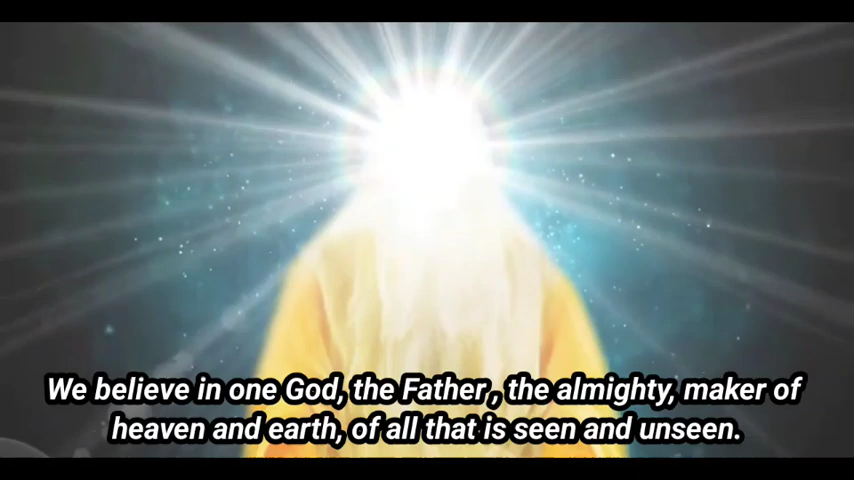 We believe in one God, the Father, the almighty, maker of
heaven and earth, of all that is seen and unseen.